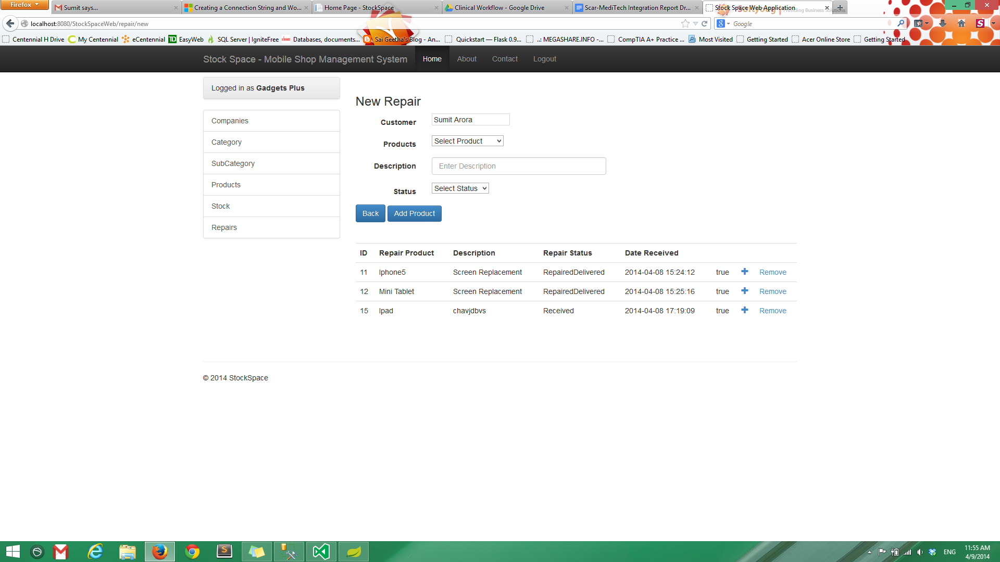 Firefox
Sumit says...
Creating a Connection String and Wo...
Home Page - StockSpace
Clinical Workflow - Google Drive
Scar-MediTech Integration Report Dr...
Stock Space Web Application
Providing Business Solutions
localhost:8080/StockSpaceWeb/repair/new
Google
Centennial H Drive
My Centennial
eCentennial
EasyWeb
SQL Server | IgniteFree
Databases, documents...
Sai Geetha's Blog - An...
Quickstart — Flask 0.9...
..: MEGASHARE.INFO -...
CompTIA A+ Practice ...
Most Visited
Getting Started
Acer Online Store
Getting Started
Stock Space - Mobile Shop Management System
Home
About
Contact
Logout
Logged in as Gadgets Plus
Companies
Category
SubCategory
Products
Stock
Repairs
New Repair
Customer Sumit Arora
Products Select Product
Description Enter Description
Status Select Status
Back Add Product
ID Repair Product Description Repair Status Date Received
11 Iphone5 Screen Replacement RepairedDelivered 2014-04-08 15:24:12 true Remove
12 Mini Tablet Screen Replacement RepairedDelivered 2014-04-08 15:25:16 true Remove
15 Ipad chavjdbvs Received 2014-04-08 17:19:09 true Remove
© 2014 StockSpace
ENG
11:55 AM
4/9/2014